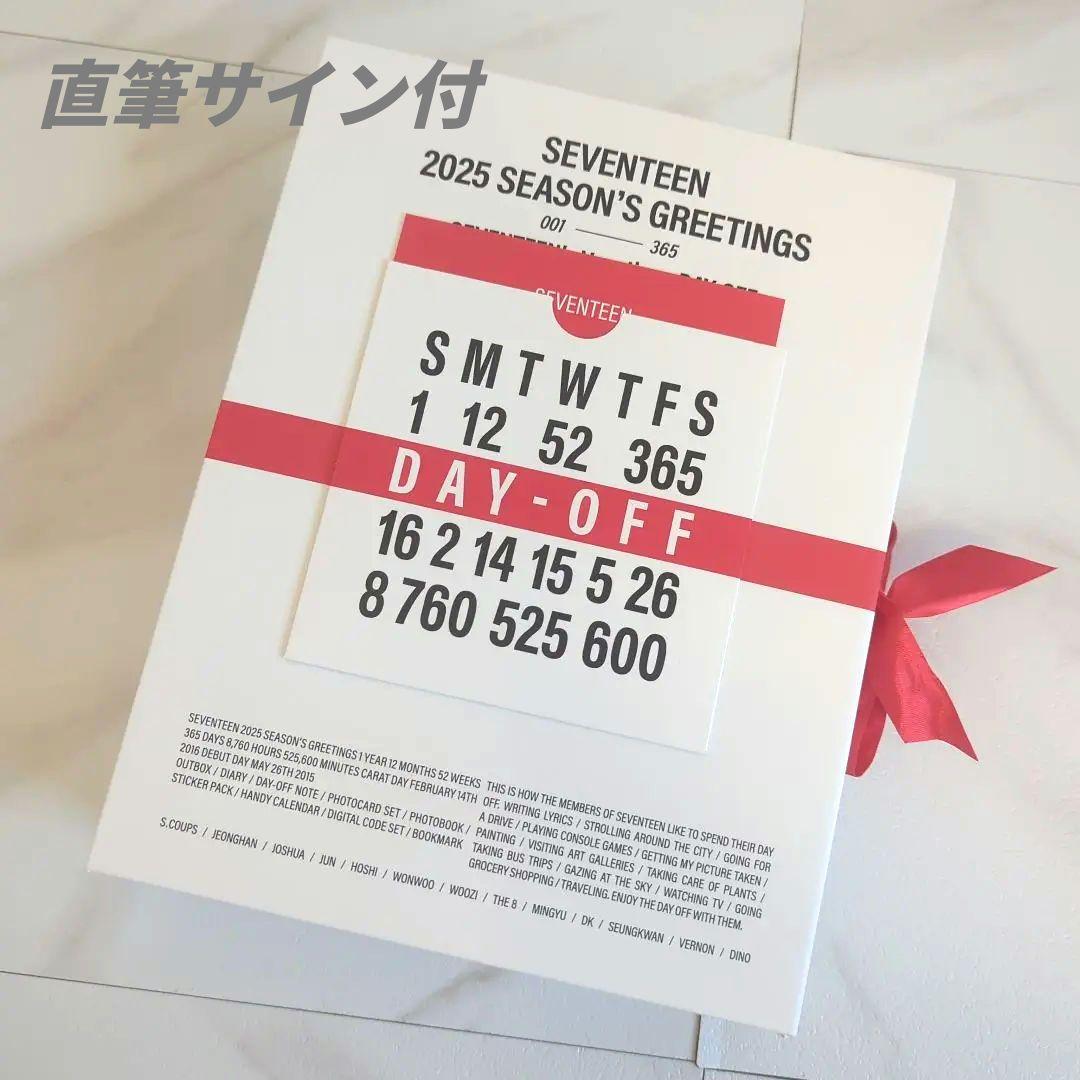 直筆サイン付
SEVENTEEN
2025 SEASON'S GREETINGS
001 365
SEVENTEEN
S M T W T F S
1 12 52 365
DAY-OFF
16 2 14 15 5 26
8 760 525 600
SEVENTEEN 2025 SEASON'S GREETINGS 1 YEAR 12 MONTHS 52 WEEKS
365 DAYS 8,760 HOURS 525,600 MINUTES CARAT DAY FEBRUARY 14TH
2016 DEBUT DAY MAY 26TH 2015
OUTBOX / DIARY / DAY-OFF NOTE / PHOTOCARD SET / PHOTOBOOK /
STICKER PACK / HANDY CALENDAR / DIGITAL CODE SET / BOOKMARK
THIS IS HOW THE MEMBERS OF SEVENTEEN LIKE TO SPEND THEIR DAY
OFF. WRITING LYRICS / STROLLING AROUND THE CITY / GOING FOR
A DRIVE / PLAYING CONSOLE GAMES / GETTING MY PICTURE TAKEN /
PAINTING / VISITING ART GALLERIES / TAKING CARE OF PLANTS /
TAKING BUS TRIPS / GAZING AT THE SKY / WATCHING TV / GOING
GROCERY SHOPPING / TRAVELING. ENJOY THE DAY OFF WITH THEM.
S.COUPS / JEONGHAN / JOSHUA / JUN / HOSHI / WONWOO / WOOZI / THE 8 / MINGYU / DK / SEUNGKWAN / VERNON / DINO